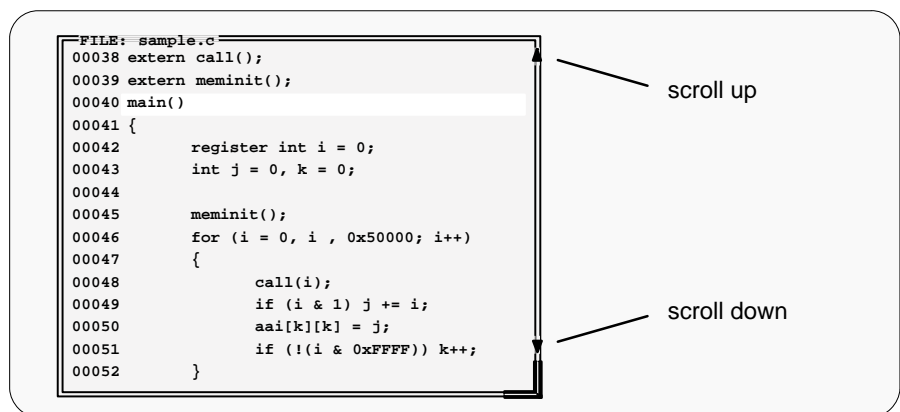 FILE: sample.c
00038 extern call();
00039 extern meminit();
00040 main()
00041 {
00042 register int i = 0;
00043 int j = 0, k = 0;
00044
00045 meminit();
00046 for (i = 0, i , 0x50000; i++)
00047 {
00048 call(i);
00049 if (i & 1) j += i;
00050 aai[k][k] = j;
00051 if (!(i & 0xFFFF)) k++;
00052 }
scroll up
scroll down